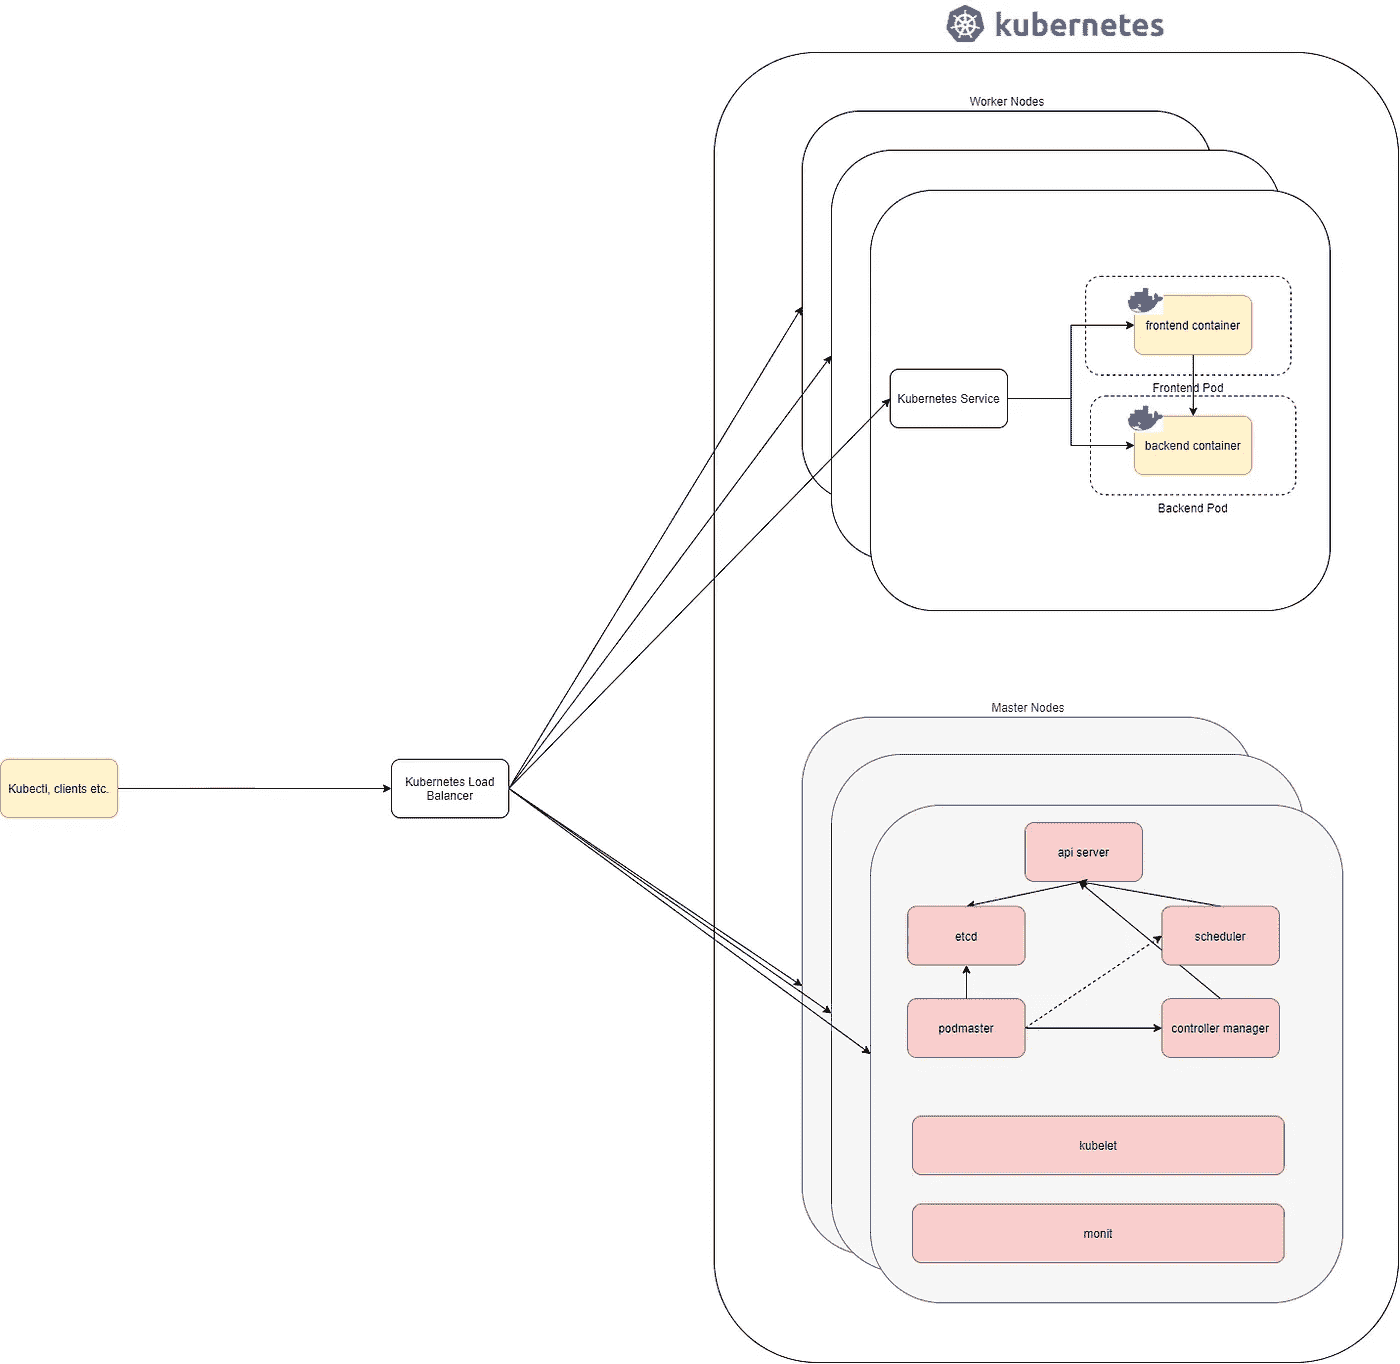 kubernetes
Worker Nodes
frontend container
Frontend Pod
Kubernetes Service
backend container
Backend Pod
Master Nodes
Kubectl, clients etc.
Kubernetes Load
Balancer
api server
etcd
scheduler
podmaster
controller manager
kubelet
monit